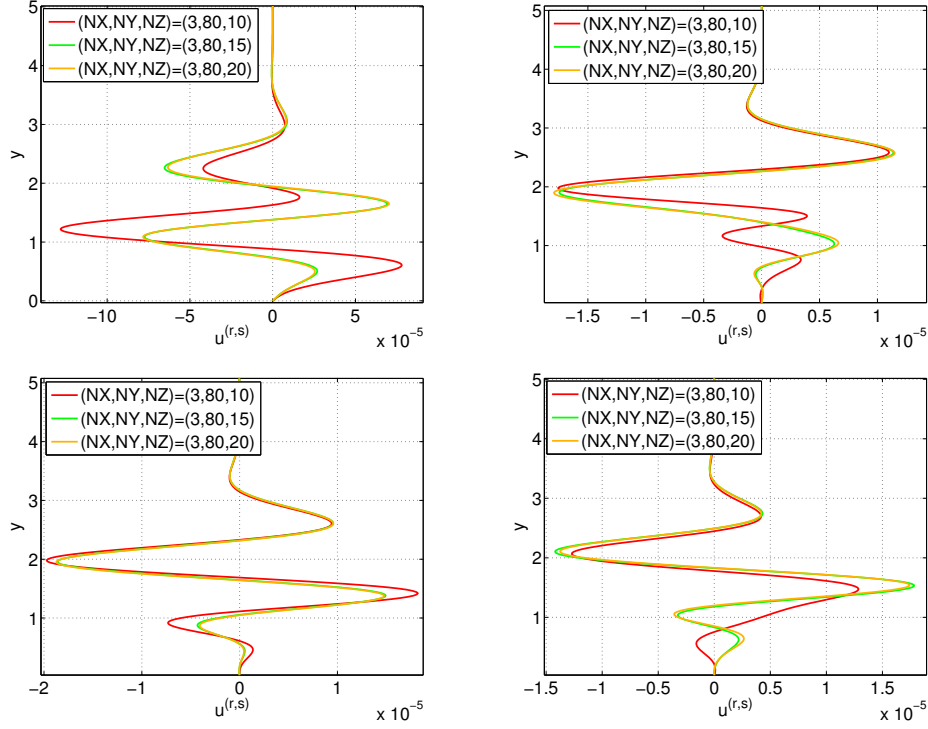 5
4
3
2
1
0
y
(NX,NY,NZ)=(3,80,10)
(NX,NY,NZ)=(3,80,15)
(NX,NY,NZ)=(3,80,20)
−10 −5 0 5
u(r,s)
x 10−5
5
4
3
2
1
y
(NX,NY,NZ)=(3,80,10)
(NX,NY,NZ)=(3,80,15)
(NX,NY,NZ)=(3,80,20)
−1.5 −1 −0.5 0 0.5 1
u(r,s)
x 10−5
5
4
3
2
1
y
(NX,NY,NZ)=(3,80,10)
(NX,NY,NZ)=(3,80,15)
(NX,NY,NZ)=(3,80,20)
−2 −1 0 1
u(r,s)
x 10−5
5
4
3
2
1
y
(NX,NY,NZ)=(3,80,10)
(NX,NY,NZ)=(3,80,15)
(NX,NY,NZ)=(3,80,20)
−1.5 −1 −0.5 0 0.5 1 1.5
u(r,s)
x 10−5